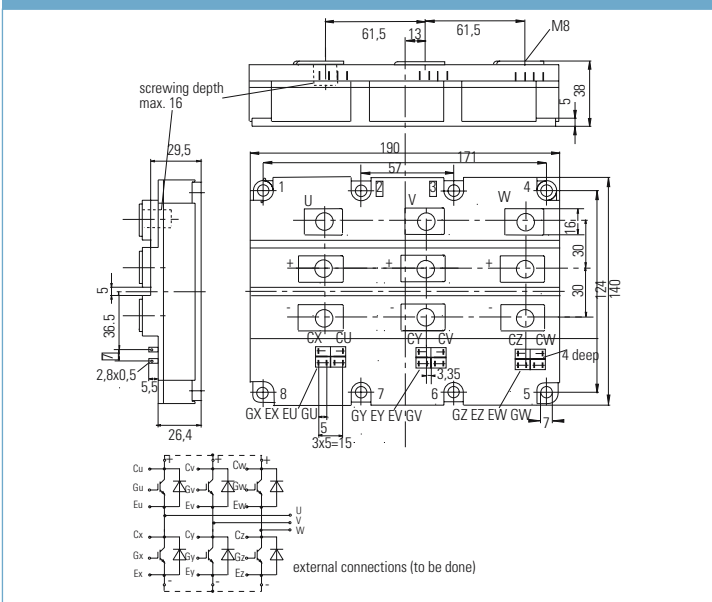 61,5
61,5
M8
13
screwing depth
max. 16
5
38
29,5
190
171
57
1
2
3
4
U
V
W
16
30
+
+
+
30
124
140
5
36.5
-
-
-
CX CU
CY CV
CZ CW
7
4 deep
2,8x0,5
3,35
5,5
8
7
6
5
GX EX EU GU
GY EY EV GV
GZ EZ EW GW
5
7
3x5=15
26,4
+
+
+
Cu
Cv
Cw
Gu
Gv
Gw
Eu
Ev
Ew
U
V
W
Cx
Cy
Cz
Gx
Gy
Gz
external connections (to be done)
Ex
Ey
Ez
-
-
-